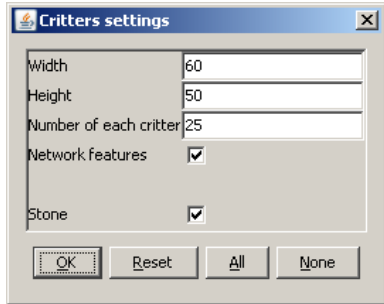 Critters settings
Width 60
Height 50
Number of each critter 25
Network features
Stone
OK Reset All None